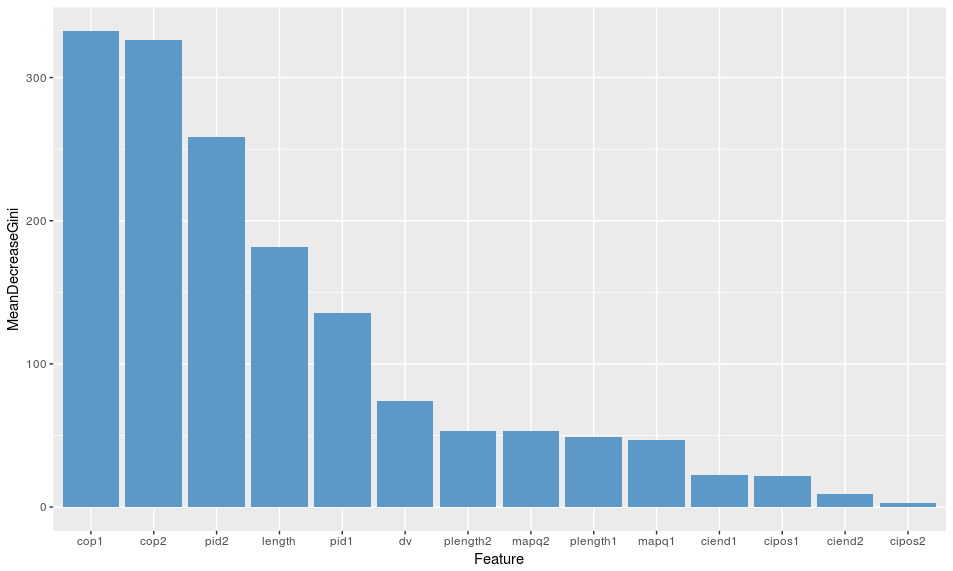 MeanDecreaseGini
300
200
100
0
cop1 cop2 pid2 length pid1 dv plength2 mapq2 plength1 mapq1 ciend1 cipos1 ciend2 cipos2
Feature